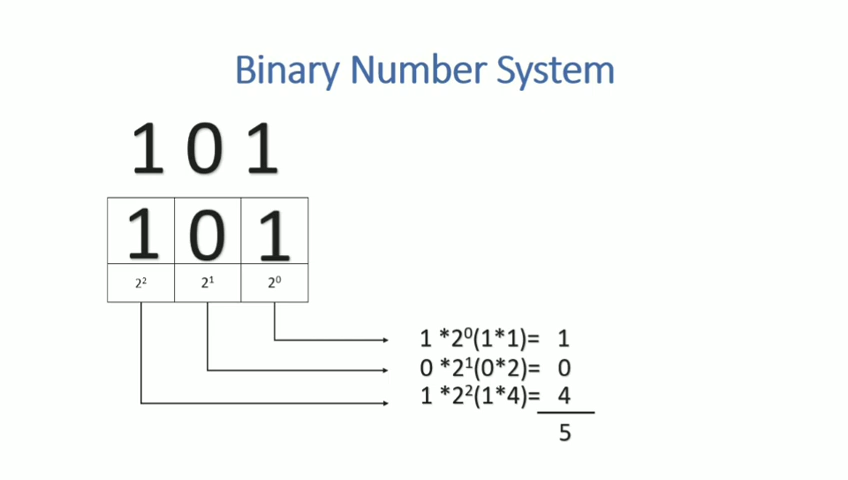 Binary Number System
1 0 1
1 0 1
2² 2¹ 2⁰
1 *2⁰(1*1)= 1
0 *2¹(0*2)= 0
1 *2²(1*4)= 4
5